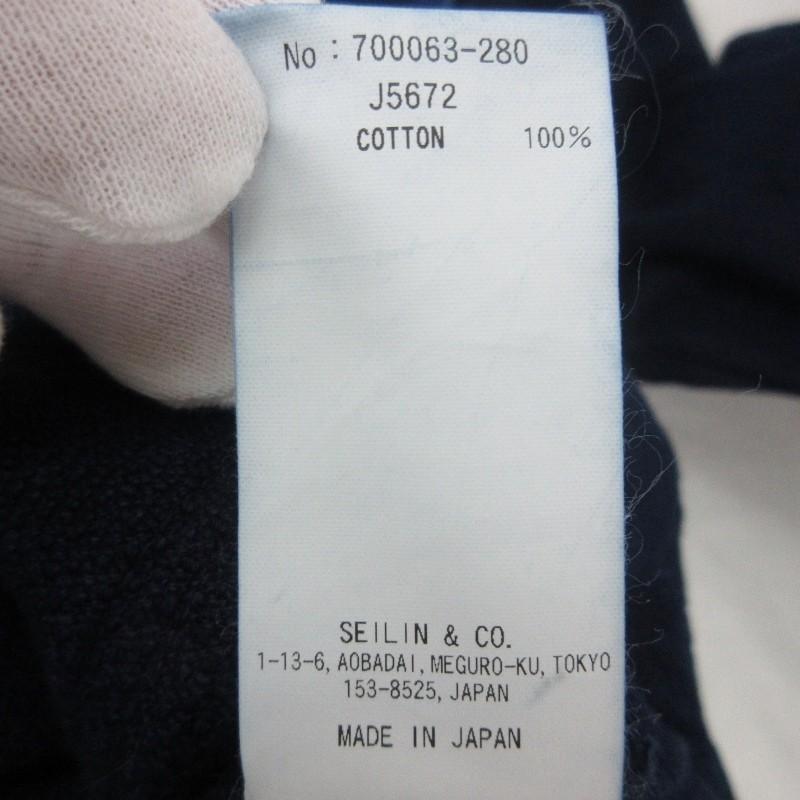 No : 700063-280
J5672
COTTON 100%
SEILIN & CO.
1-13-6, AOBADAI, MEGURO-KU, TOKYO
153-8525, JAPAN
MADE IN JAPAN